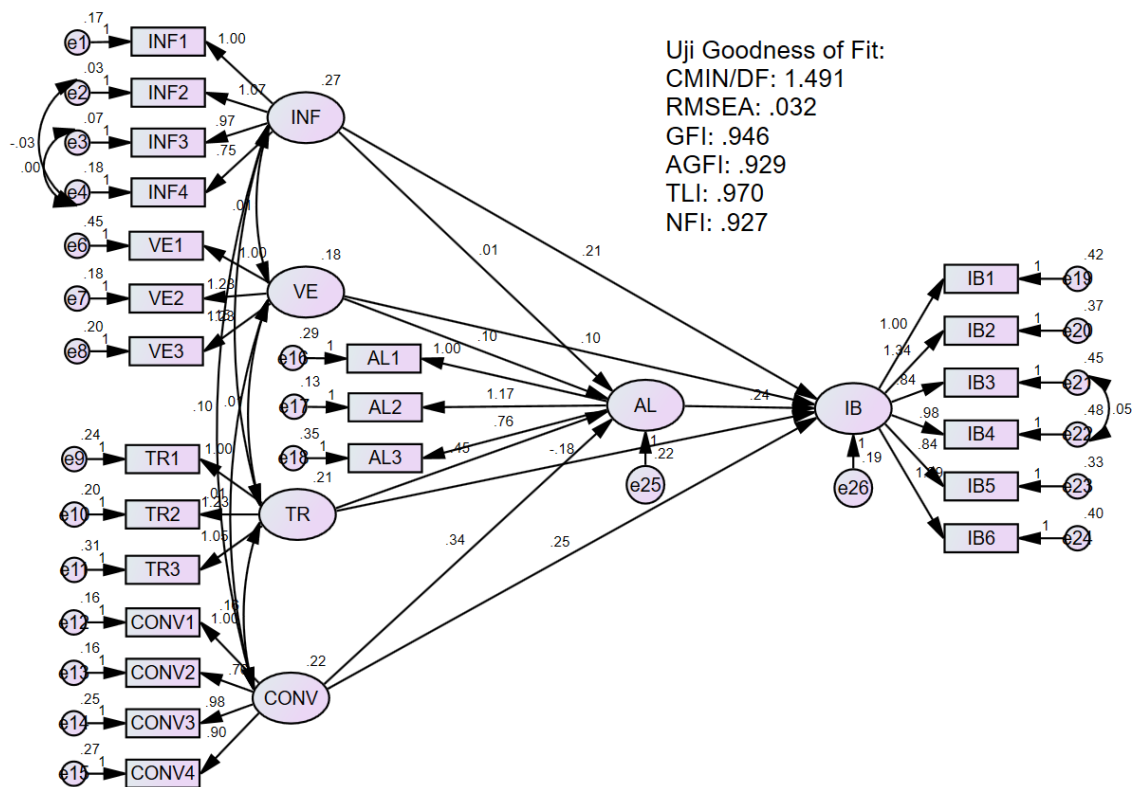 Uji Goodness of Fit:
CMIN/DF: 1.491
RMSEA: .032
GFI: .946
AGFI: .929
TLI: .970
NFI: .927
.17
e1
1
INF1
1.00
.03
e2
1
INF2
1.07
.27
INF
.07
e3
1
INF3
.97
-.03
.00
.18
e4
1
INF4
.75
.01
.45
e6
1
VE1
1.00
.18
VE
.18
e7
1
VE2
1.23
.20
e8
1
VE3
.01
.21
.10
.10
.29
e16
1
AL1
1.00
.13
e17
1
AL2
1.17
.35
e18
1
AL3
.76
AL
.24
1
.22
e25
.10
.24
e9
1
TR1
1.00
.21
TR
.45
-.18
.20
e10
1
TR2
1.23
.01
.31
e11
1
TR3
1.05
.16
e12
1
CONV1
1.00
.22
CONV
.34
.25
.16
e13
1
CONV2
.25
e14
1
CONV3
.98
.27
e15
1
CONV4
.90
IB
1
.19
e26
1.00
IB1
1
e19
.42
1.34
IB2
1
e20
.37
.84
IB3
1
e21
.45
.98
IB4
1
e22
.48
.05
.84
IB5
1
e23
.33
IB6
1
e24
.40